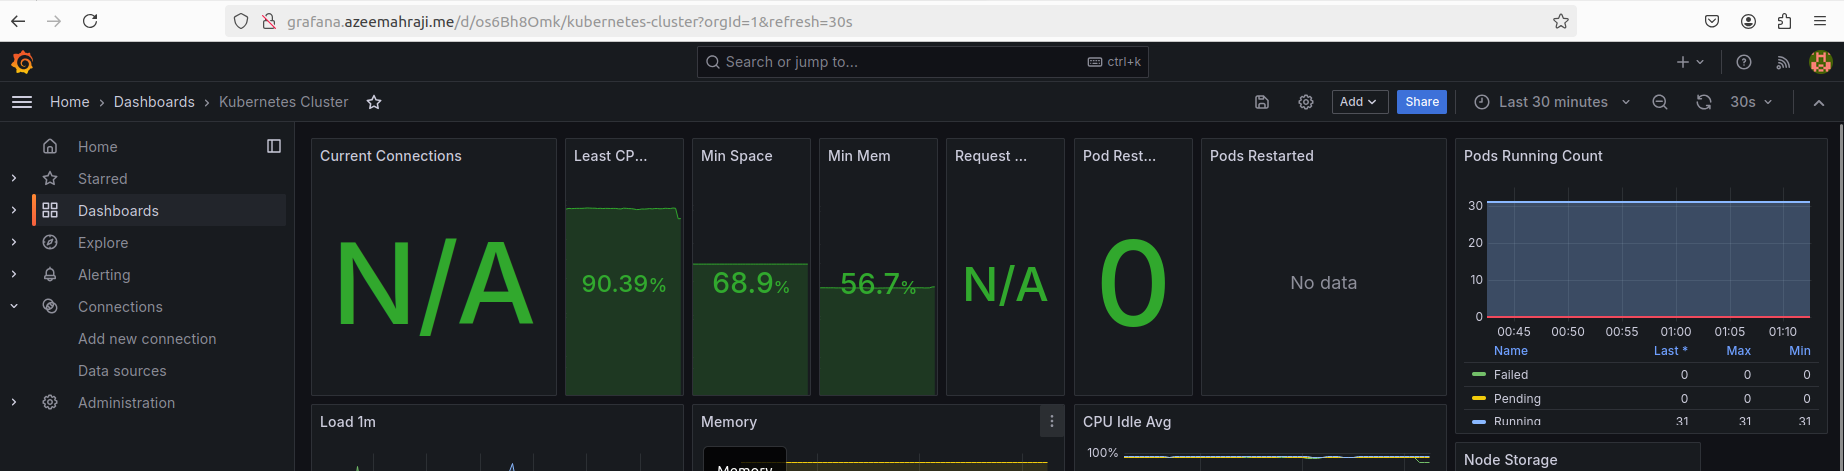 grafana.azeemahraji.me/d/os6Bh8Omk/kubernetes-cluster?orgId=1&refresh=30s
Search or jump to...
ctrl+k
Home › Dashboards › Kubernetes Cluster
Add
Share
Last 30 minutes
30s
Home
Starred
Dashboards
Explore
Alerting
Connections
Add new connection
Data sources
Administration
Current Connections
N/A
Least CP...
90.39%
Min Space
68.9%
Min Mem
56.7%
Request ...
N/A
Pod Rest...
0
Pods Restarted
No data
Pods Running Count
30
20
10
0
00:45 00:50 00:55 01:00 01:05 01:10
Name Last * Max Min
Failed 0 0 0
Pending 0 0 0
Running 31 31 31
Load 1m
Memory
Memory
CPU Idle Avg
100%
Node Storage